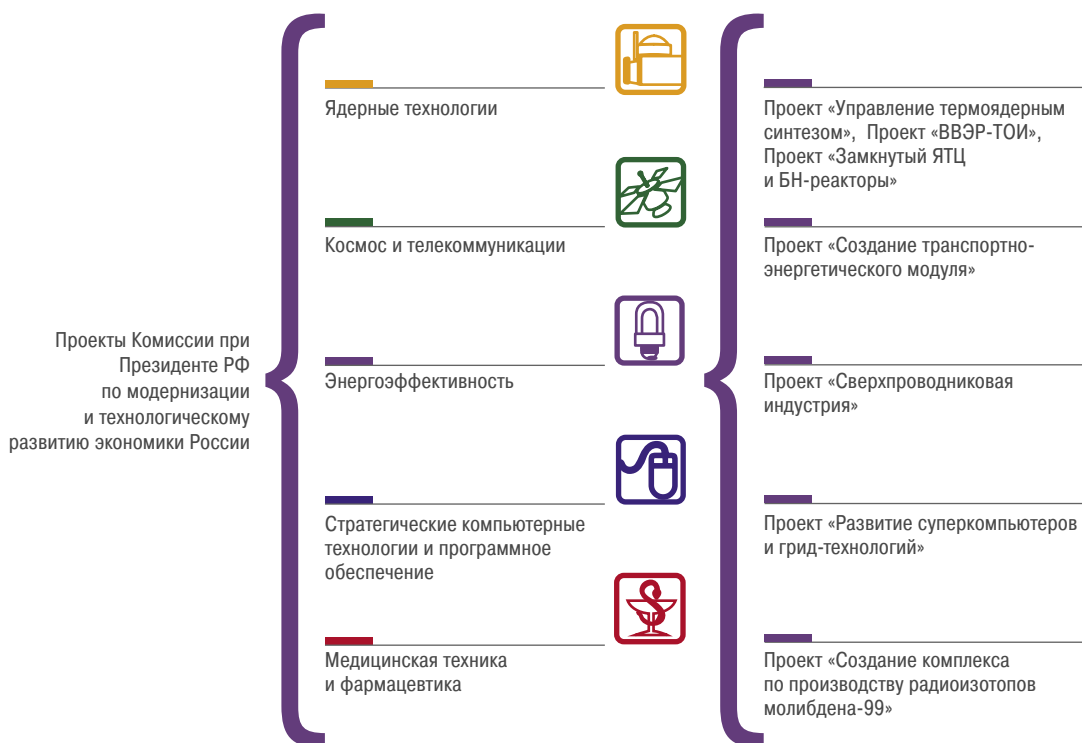 Проекты Комиссии при
Президенте РФ
по модернизации
и технологическому
развитию экономики России
Ядерные технологии
Космос и телекоммуникации
Энергоэффективность
Стратегические компьютерные
технологии и программное
обеспечение
Медицинская техника
и фармацевтика
Проект «Управление термоядерным
синтезом», Проект «ВВЭР-ТОИ»,
Проект «Замкнутый ЯТЦ
и БН-реакторы»
Проект «Создание транспортно-
энергетического модуля»
Проект «Сверхпроводниковая
индустрия»
Проект «Развитие суперкомпьютеров
и грид-технологий»
Проект «Создание комплекса
по производству радиоизотопов
молибдена-99»